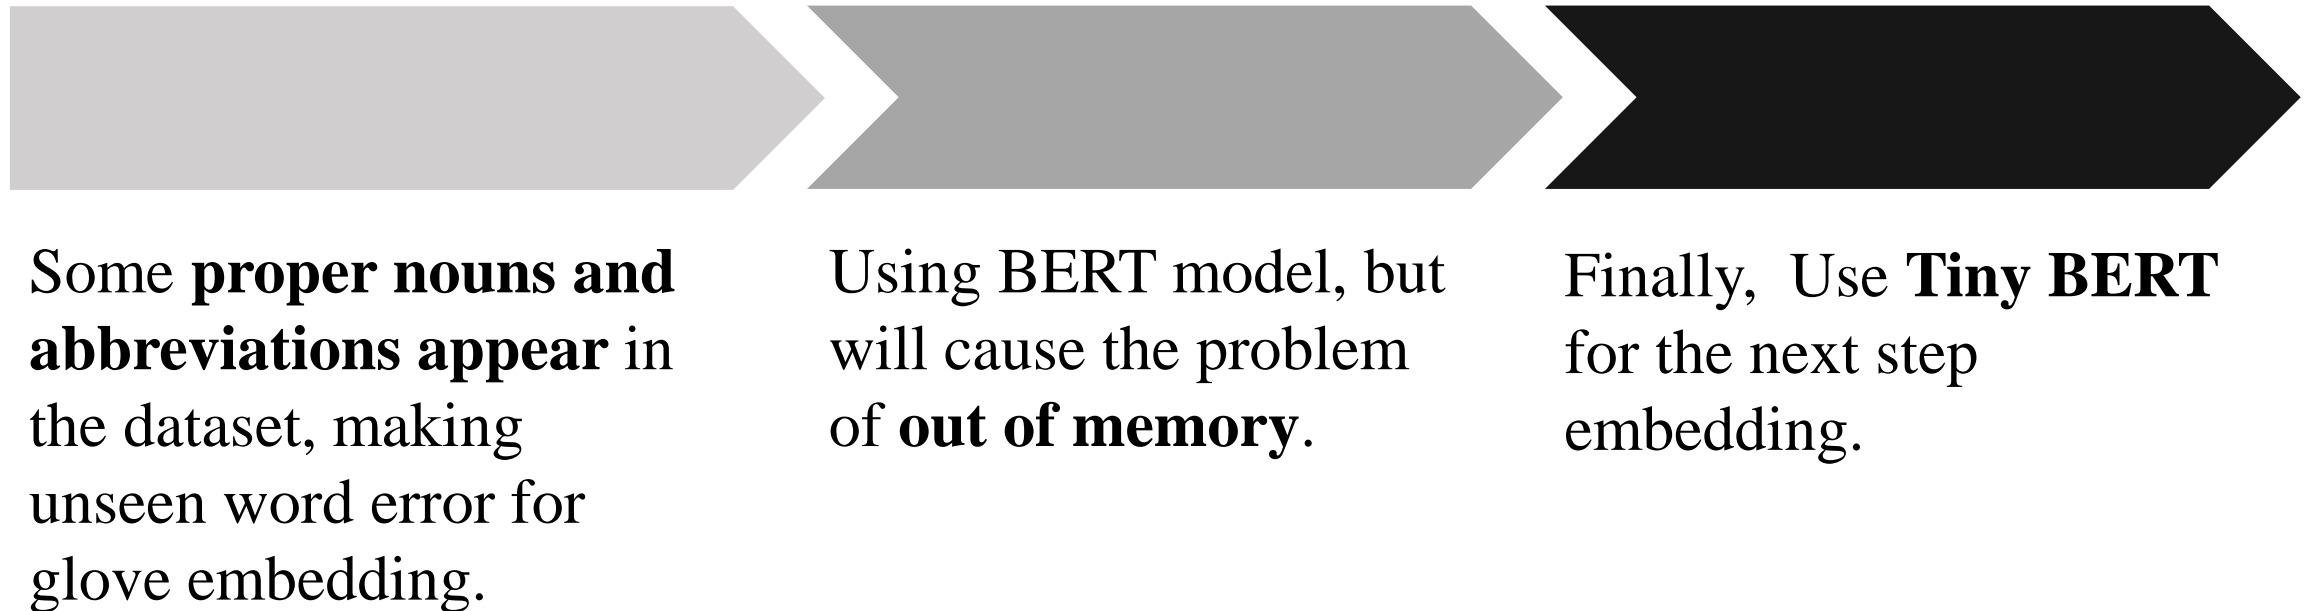 Some proper nouns and
abbreviations appear in
the dataset, making
unseen word error for
glove embedding.
Using BERT model, but
will cause the problem
of out of memory.
Finally,  Use Tiny BERT
for the next step
embedding.